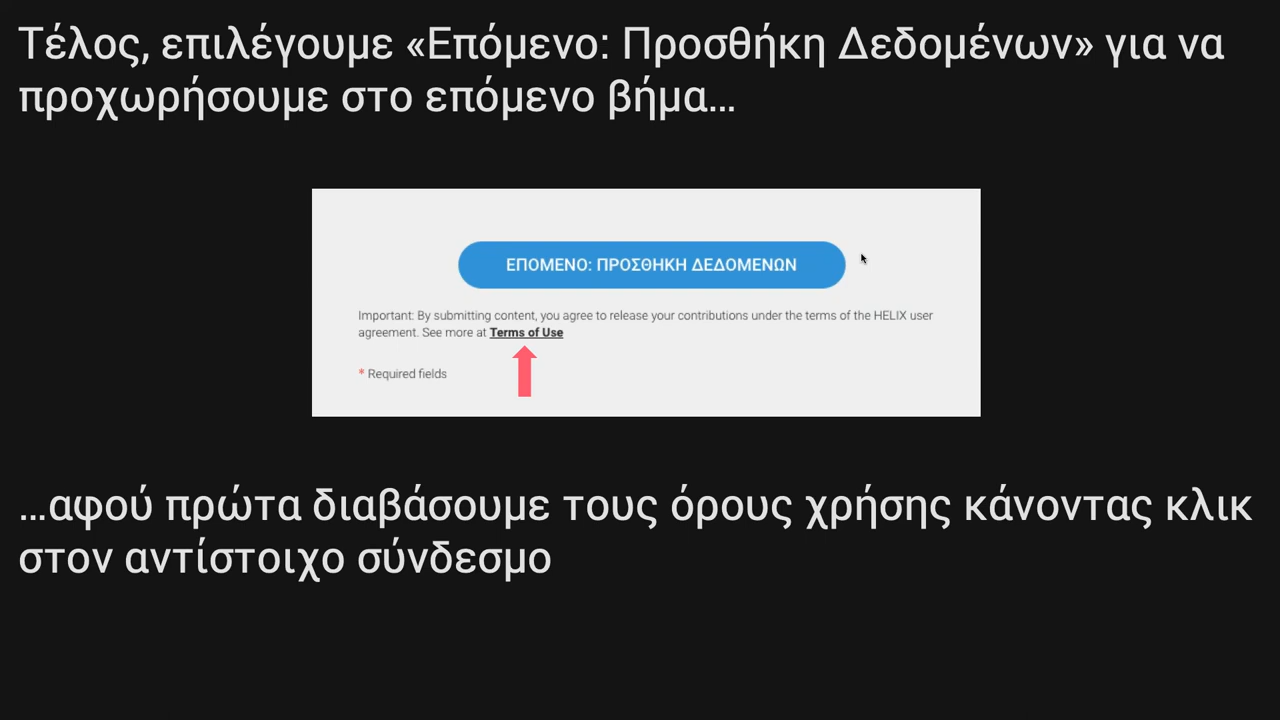 Τέλος, επιλέγουμε «Επόμενο: Προσθήκη Δεδομένων» για να
προχωρήσουμε στο επόμενο βήμα...
ΕΠΟΜΕΝΟ: ΠΡΟΣΘΗΚΗ ΔΕΔΟΜΕΝΩΝ
Important: By submitting content, you agree to release your contributions under the terms of the HELIX user
agreement. See more at Terms of Use
* Required fields
...αφού πρώτα διαβάσουμε τους όρους χρήσης κάνοντας κλικ
στον αντίστοιχο σύνδεσμο